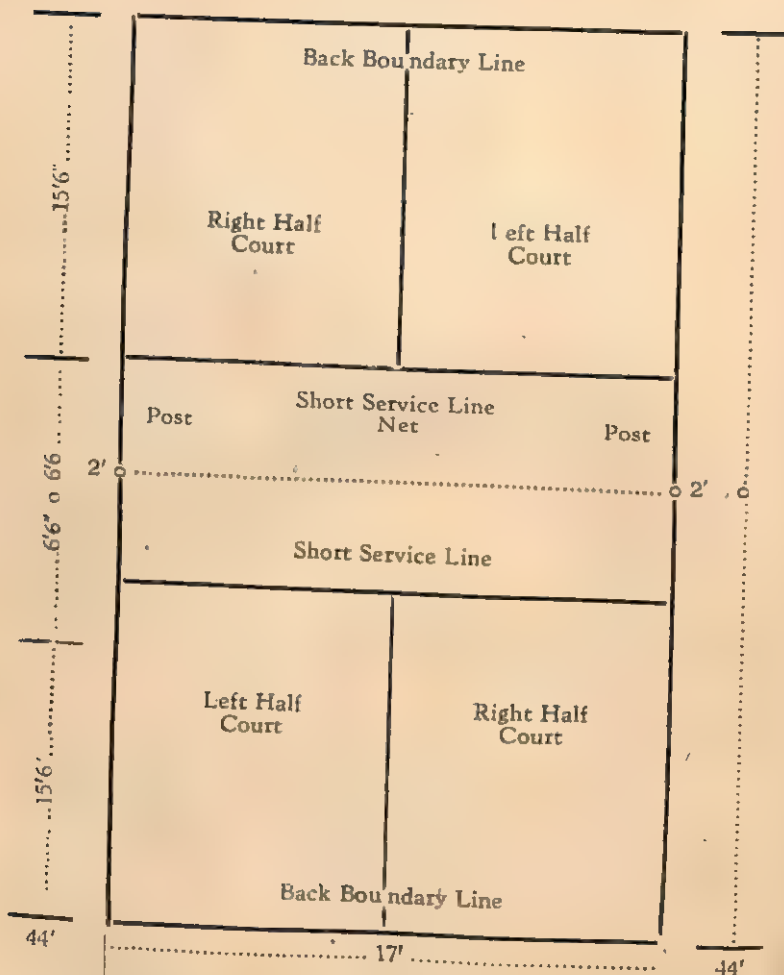 Back Boundary Line
15'6"
Right Half
Court
Left Half
Court
Short Service Line
Net
Post
Post
6'6" o 6'6
2'
2'
Short Service Line
Left Half
Court
Right Half
Court
15'6'
Back Boundary Line
44'
17'
44'